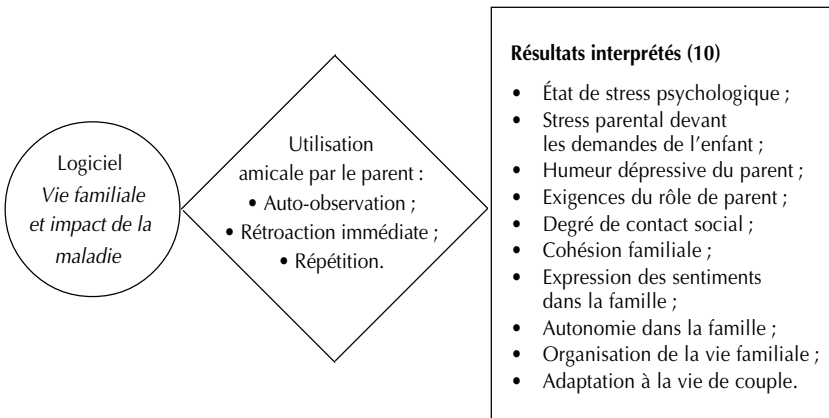 Logiciel
Vie familiale
et impact de la
maladie
Utilisation
amicale par le parent :
• Auto-observation ;
• Rétroaction immédiate ;
• Répétition.
Résultats interprétés (10)
• État de stress psychologique ;
• Stress parental devant
les demandes de l’enfant ;
• Humeur dépressive du parent ;
• Exigences du rôle de parent ;
• Degré de contact social ;
• Cohésion familiale ;
• Expression des sentiments
dans la famille ;
• Autonomie dans la famille ;
• Organisation de la vie familiale ;
• Adaptation à la vie de couple.